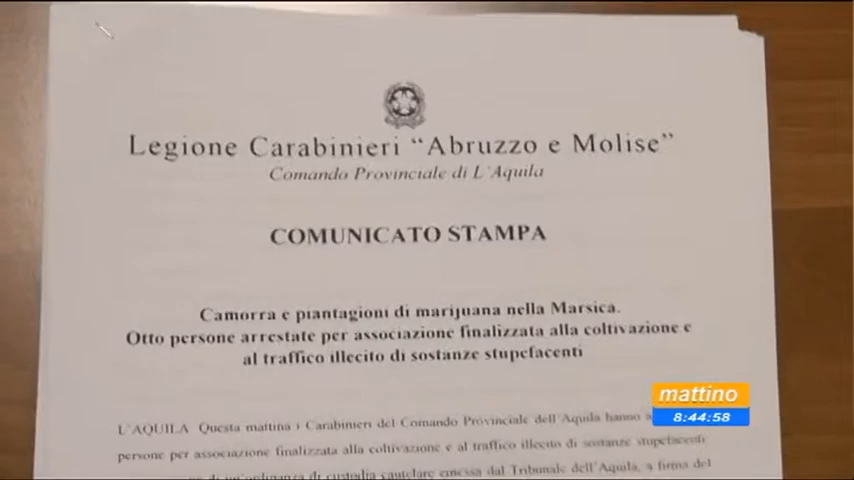 Legione Carabinieri “Abruzzo e Molise”
Comando Provinciale di L'Aquila
COMUNICATO STAMPA
Camorra e piantagioni di marijuana nella Marsica.
Otto persone arrestate per associazione finalizzata alla coltivazione e
al traffico illecito di sostanze stupefacenti
mattino
8:44:58
L'AQUILA Questa mattina i Carabinieri del Comando Provinciale dell'Aquila hanno
persone per associazione finalizzata alla coltivazione e al traffico illecito di sostanze stupefacenti
un'ordinanza di custodia cautelare emessa dal Tribunale dell'Aquila, a firma del